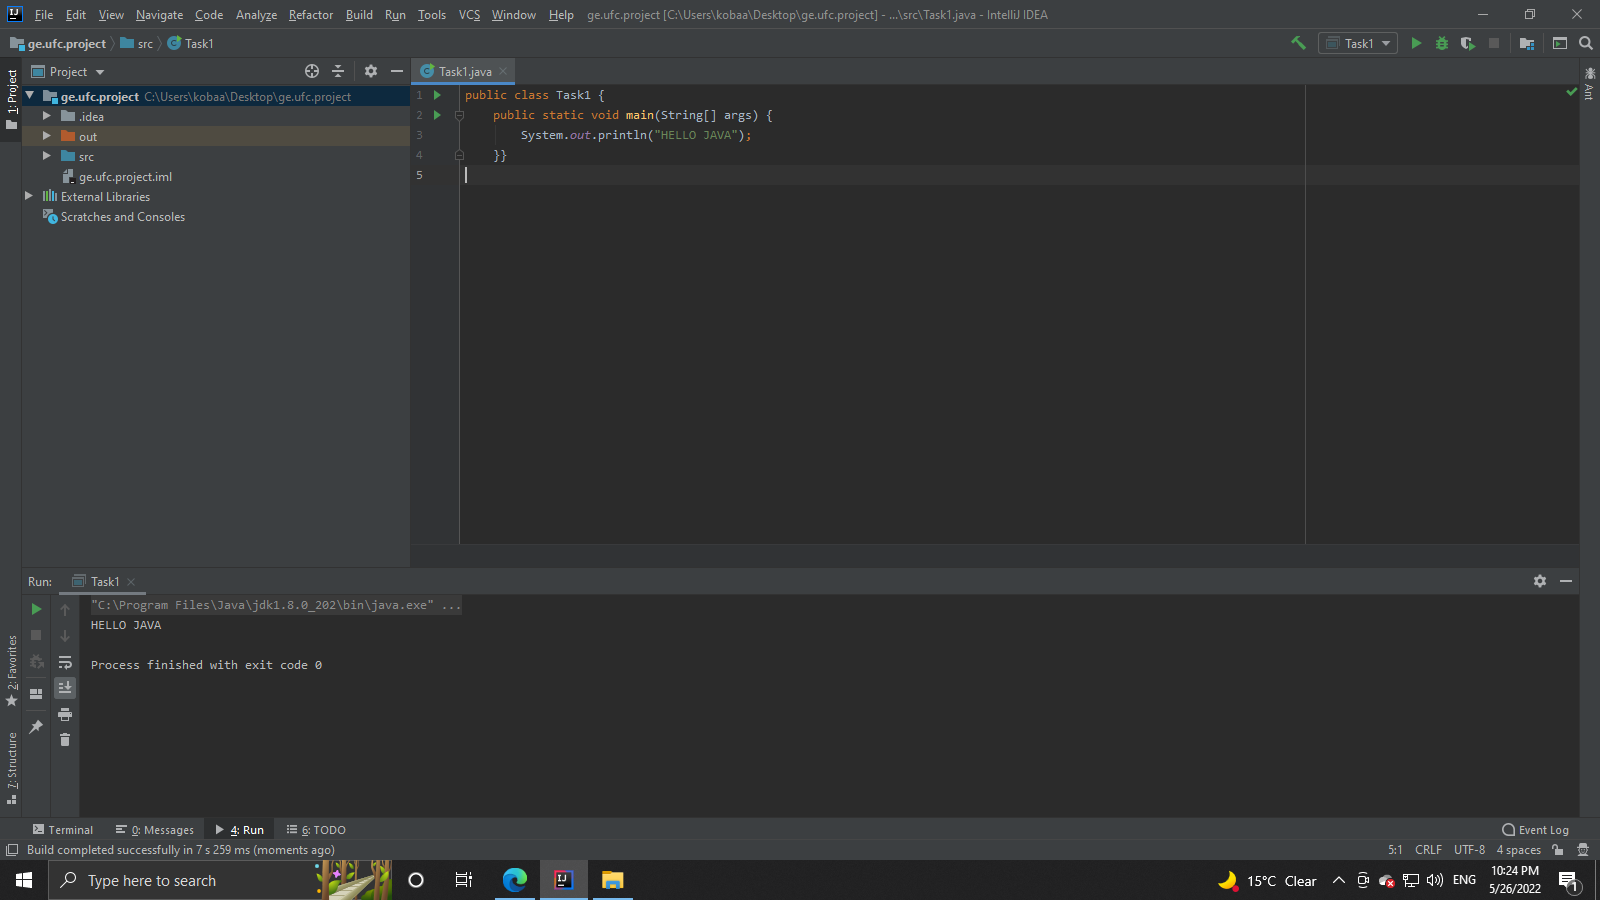 File Edit View Navigate Code Analyze Refactor Build Run Tools VCS Window Help ge.ufc.project [C:\Users\kobaa\Desktop\ge.ufc.project] - ...\src\Task1.java - IntelliJ IDEA
ge.ufc.project src Task1
Task1
1: Project
Project
ge.ufc.project C:\Users\kobaa\Desktop\ge.ufc.project
.idea
out
src
ge.ufc.project.iml
External Libraries
Scratches and Consoles
Task1.java
1 public class Task1 {
2 public static void main(String[] args) {
3 System.out.println("HELLO JAVA");
4 }}
5
Ant
Run: Task1
"C:\Program Files\Java\jdk1.8.0_202\bin\java.exe" ...
HELLO JAVA
Process finished with exit code 0
2: Favorites
7: Structure
Terminal 0: Messages 4: Run 6: TODO Event Log
Build completed successfully in 7 s 259 ms (moments ago) 5:1 CRLF UTF-8 4 spaces
Type here to search
15°C Clear
ENG
10:24 PM
5/26/2022
1